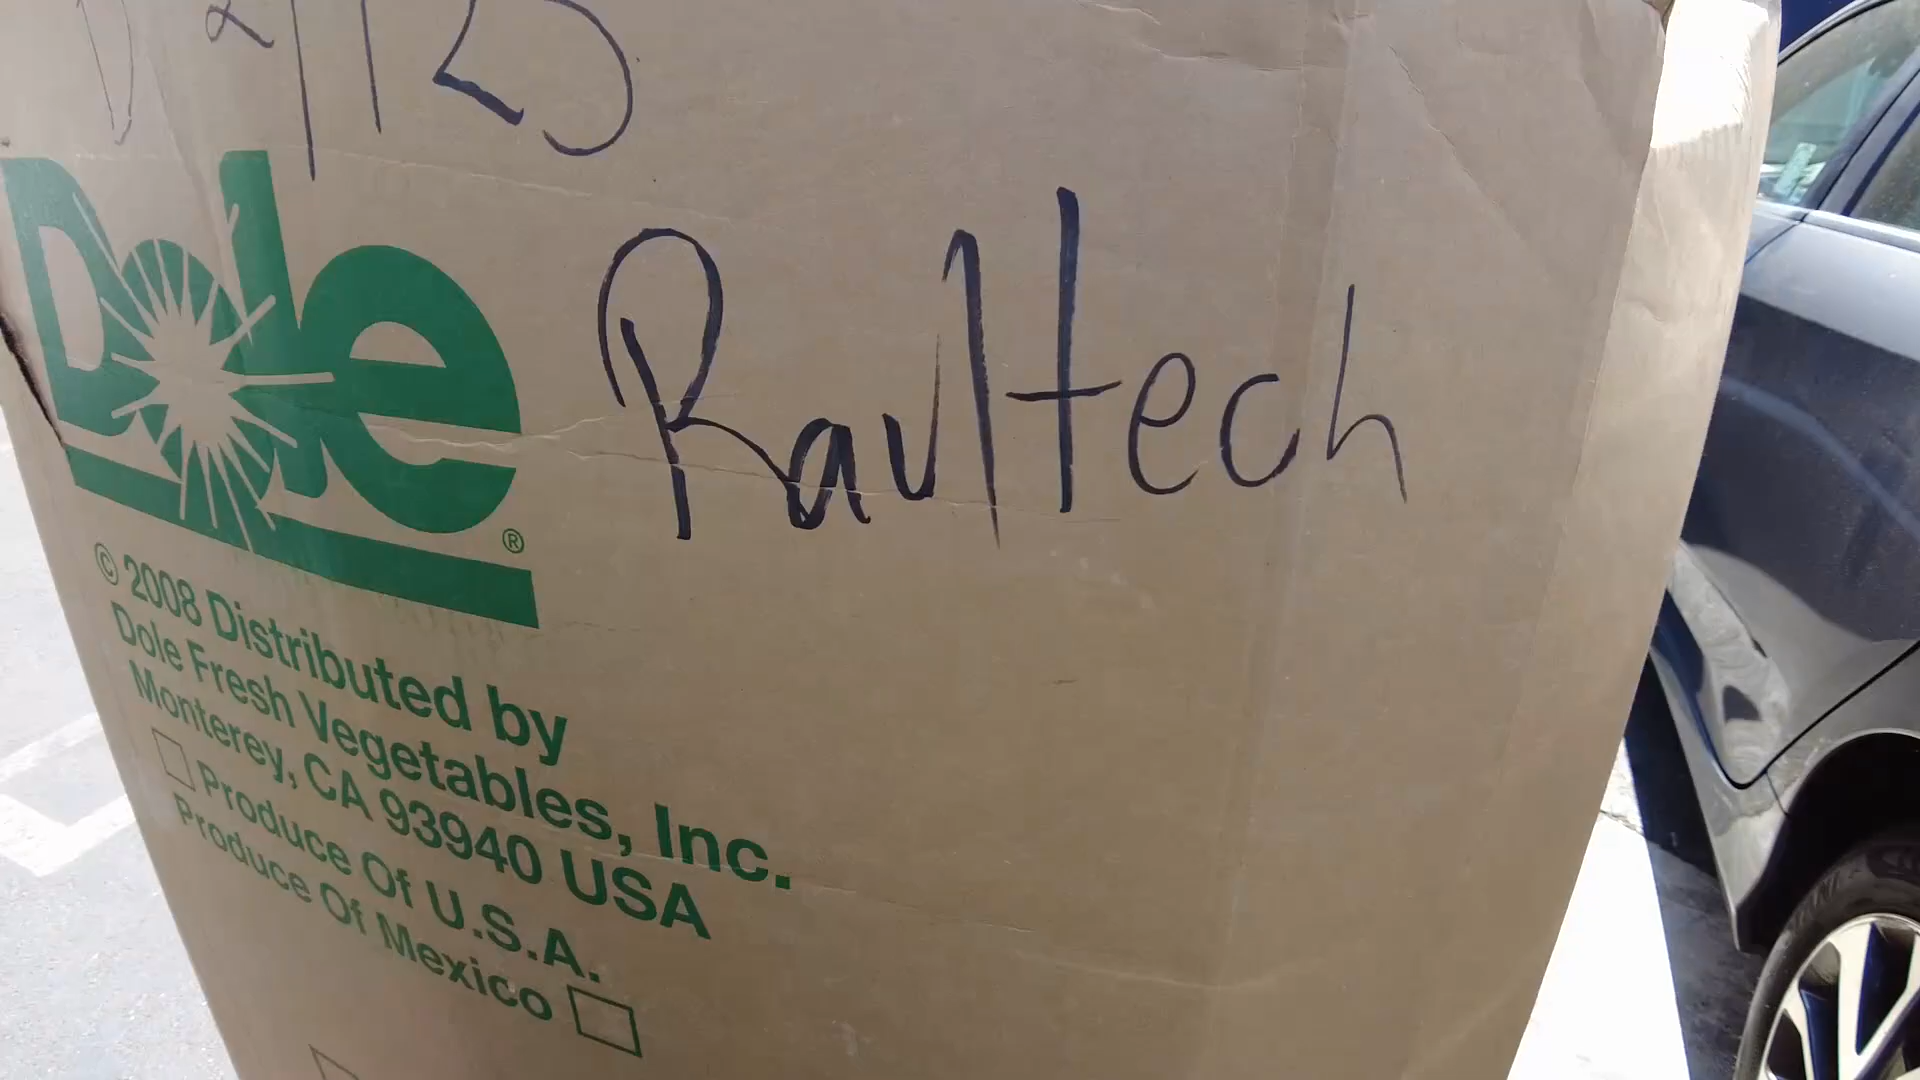 Dole®
Raultech
© 2008 Distributed by
Dole Fresh Vegetables, Inc.
Monterey, CA 93940 USA
Produce Of U.S.A.
Produce Of Mexico